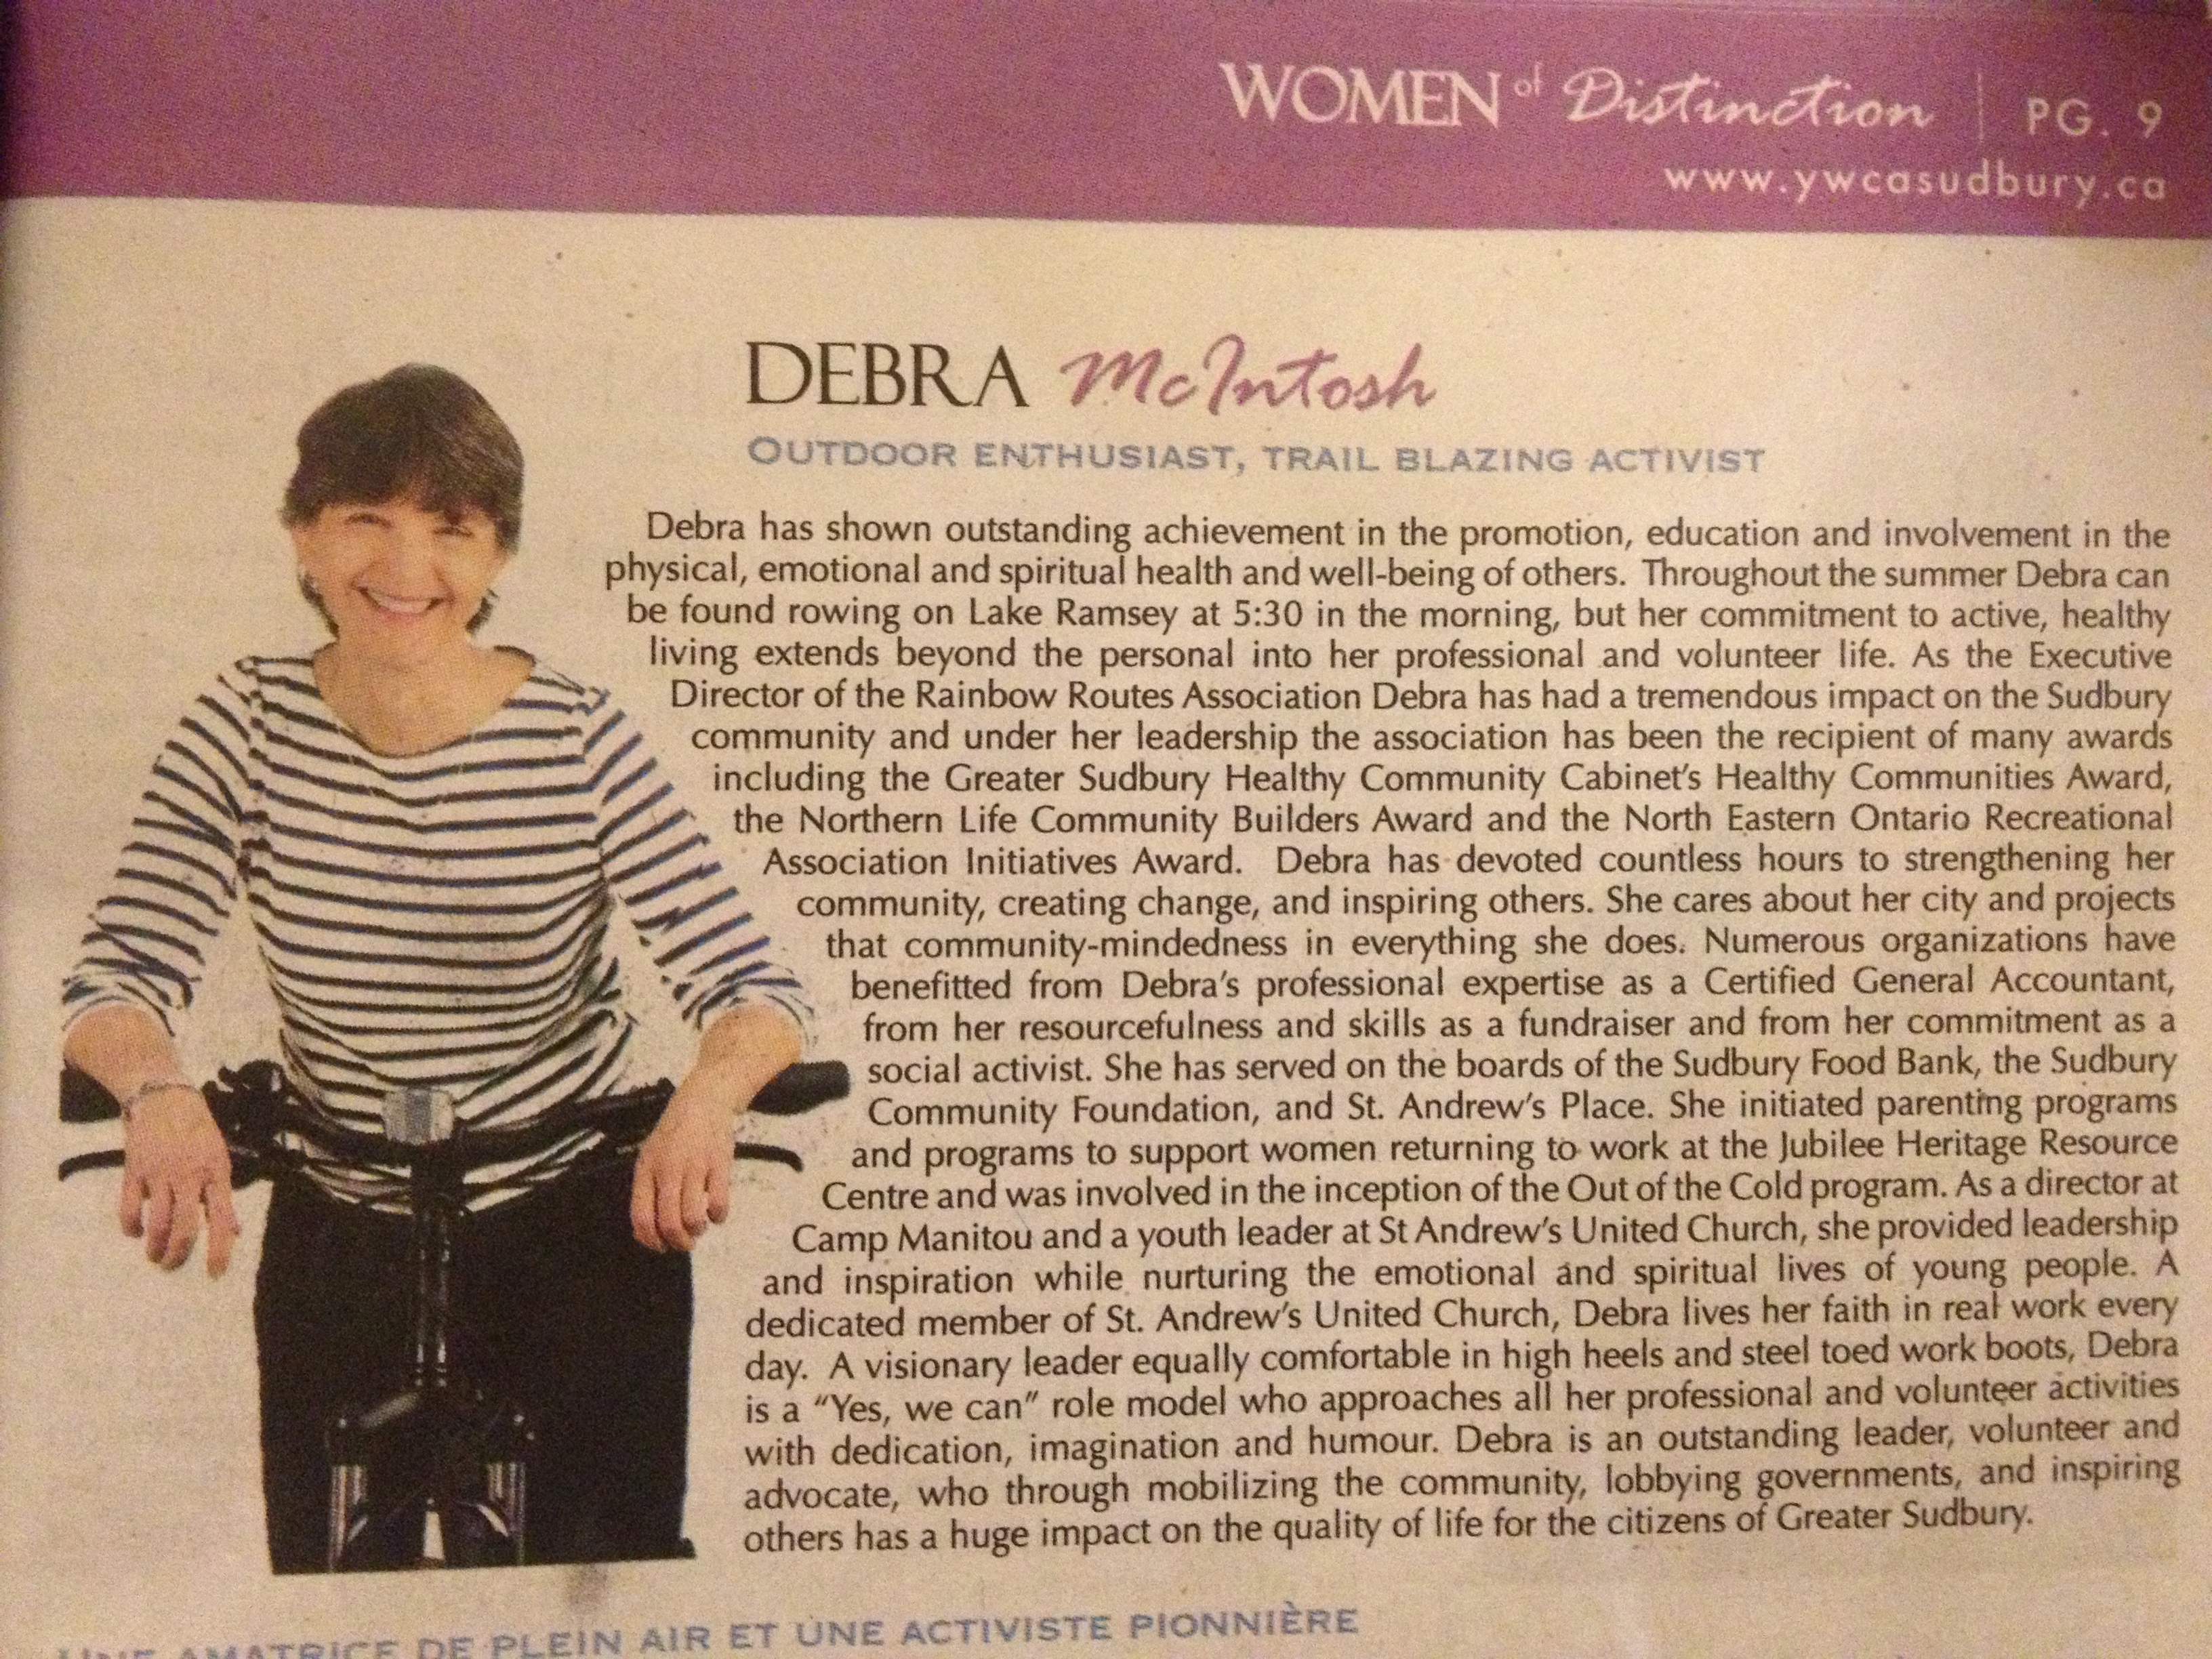 WOMEN of Distinction | PG. 9
www.ywcasudbury.ca
DEBRA McIntosh
OUTDOOR ENTHUSIAST, TRAIL BLAZING ACTIVIST
Debra has shown outstanding achievement in the promotion, education and involvement in the
physical, emotional and spiritual health and well-being of others. Throughout the summer Debra can
be found rowing on Lake Ramsey at 5:30 in the morning, but her commitment to active, healthy
living extends beyond the personal into her professional and volunteer life. As the Executive
Director of the Rainbow Routes Association Debra has had a tremendous impact on the Sudbury
community and under her leadership the association has been the recipient of many awards
including the Greater Sudbury Healthy Community Cabinet's Healthy Communities Award,
the Northern Life Community Builders Award and the North Eastern Ontario Recreational
Association Initiatives Award. Debra has devoted countless hours to strengthening her
community, creating change, and inspiring others. She cares about her city and projects
that community-mindedness in everything she does. Numerous organizations have
benefitted from Debra's professional expertise as a Certified General Accountant,
from her resourcefulness and skills as a fundraiser and from her commitment as a
social activist. She has served on the boards of the Sudbury Food Bank, the Sudbury
Community Foundation, and St. Andrew's Place. She initiated parenting programs
and programs to support women returning to work at the Jubilee Heritage Resource
Centre and was involved in the inception of the Out of the Cold program. As a director at
Camp Manitou and a youth leader at St Andrew's United Church, she provided leadership
and inspiration while nurturing the emotional and spiritual lives of young people. A
dedicated member of St. Andrew's United Church, Debra lives her faith in real work every
day. A visionary leader equally comfortable in high heels and steel toed work boots, Debra
is a "Yes, we can" role model who approaches all her professional and volunteer activities
with dedication, imagination and humour. Debra is an outstanding leader, volunteer and
advocate, who through mobilizing the community, lobbying governments, and inspiring
others has a huge impact on the quality of life for the citizens of Greater Sudbury.
UNE AMATRICE DE PLEIN AIR ET UNE ACTIVISTE PIONNIÈRE